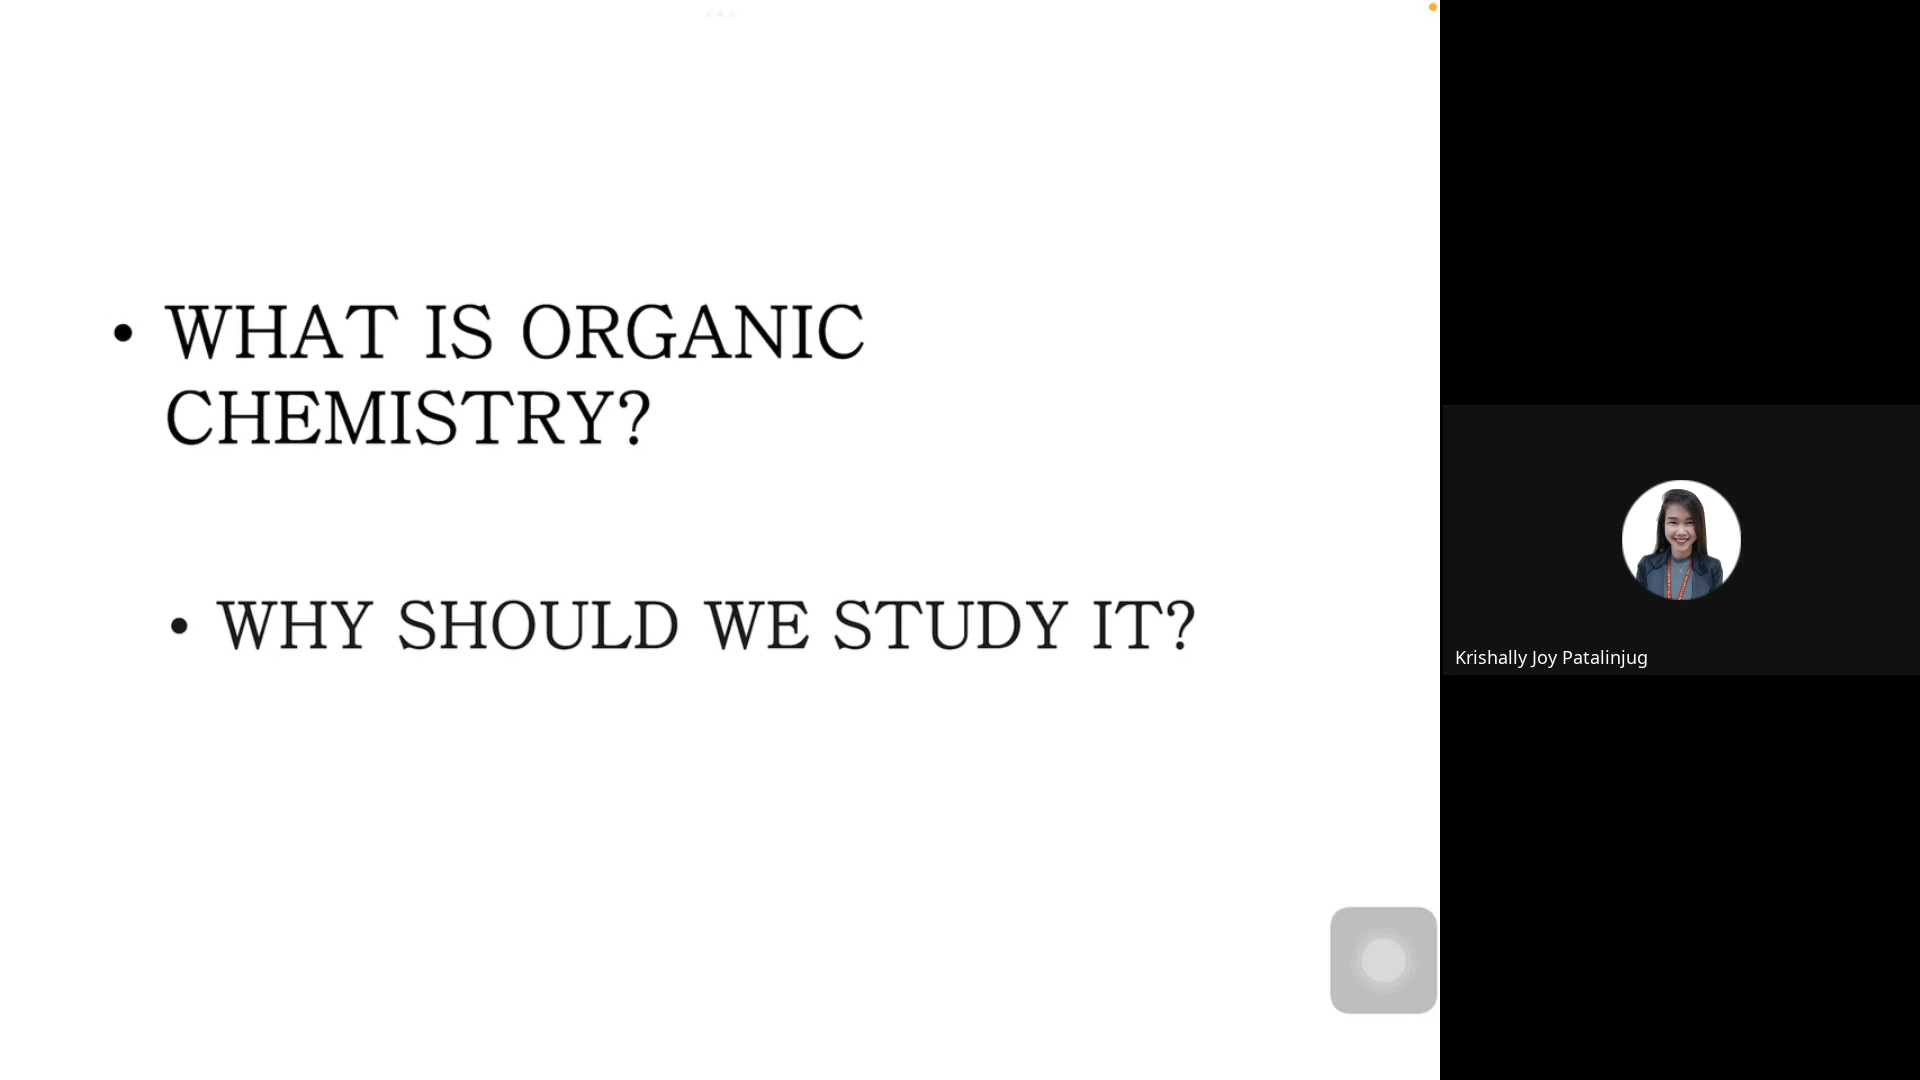 • WHAT IS ORGANIC
CHEMISTRY?
• WHY SHOULD WE STUDY IT?
Krishally Joy Patalinjug